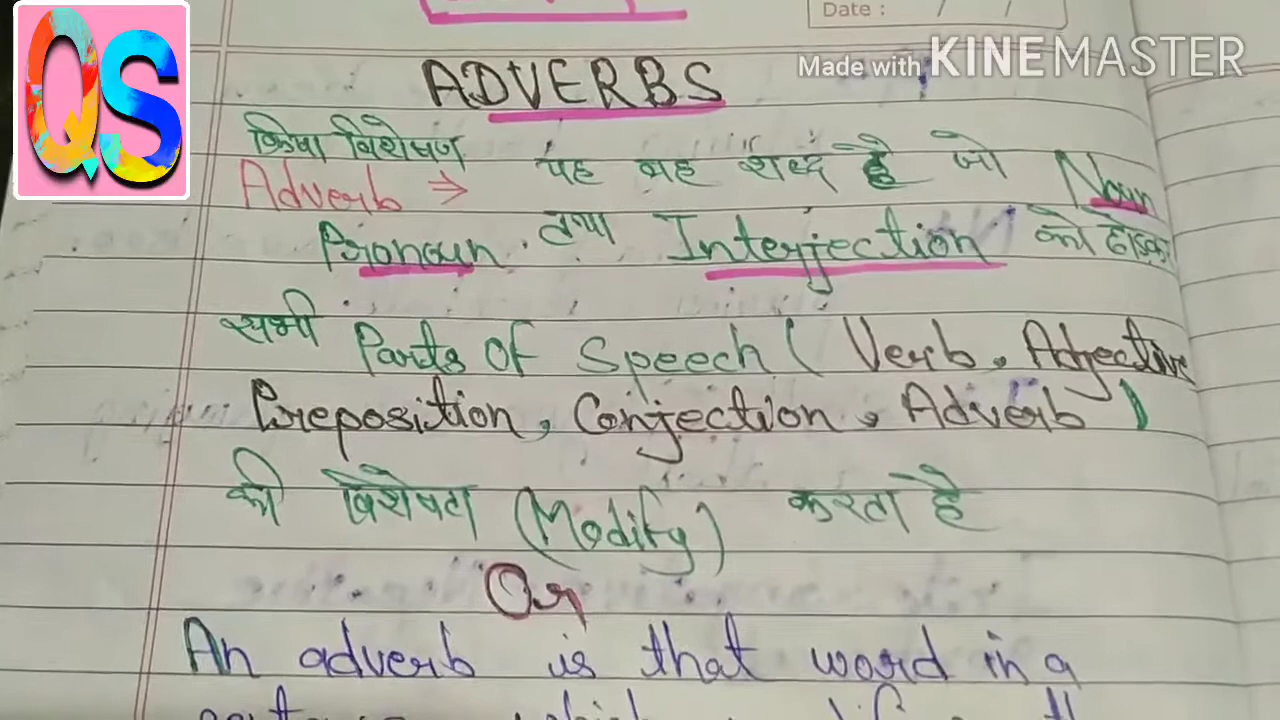 QS
Date : / /
Made with KINEMASTER
ADVERBS
क्रिया विशेषण
Adverb ⇒ यह वह शब्द है जो Noun
Pronoun, तथा Interjection को छोड़कर
सभी Parts Of Speech ( Verb, Adjective
Preposition, Conjection, Adverb )
की विशेषता (Modify) करता है
Or
An adverb is that word in a